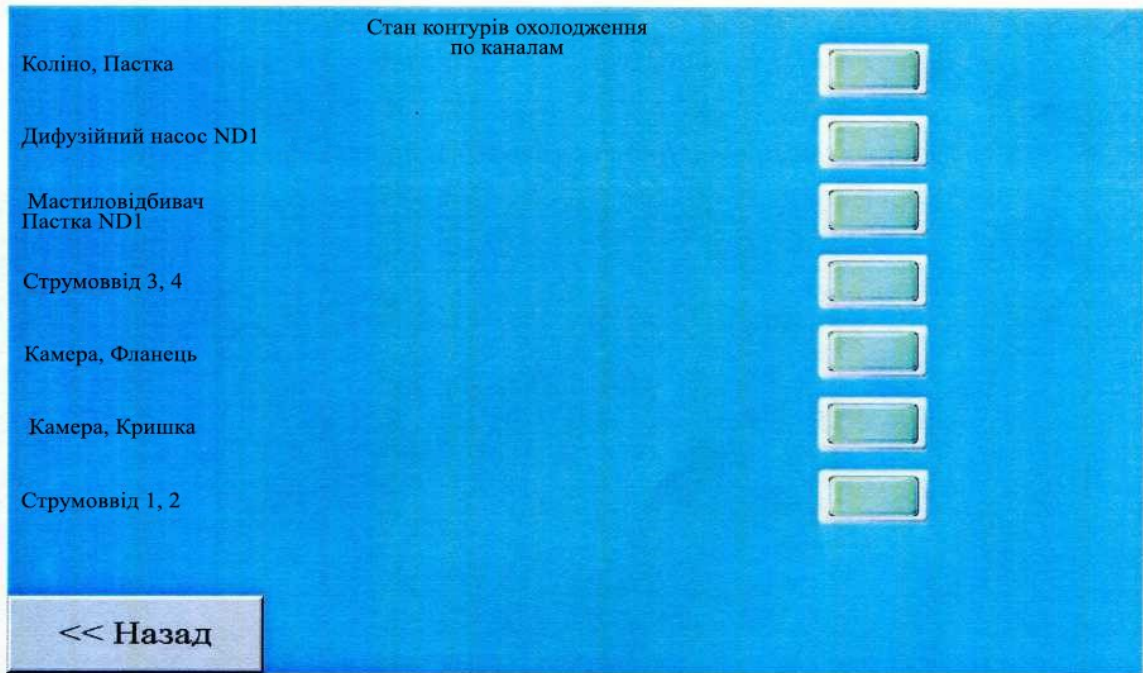 Стан контурів охолодження
по каналам
Коліно, Пастка
Дифузійний насос ND1
Мастиловідбивач
Пастка ND1
Струмоввід 3, 4
Камера, Фланець
Камера, Кришка
Струмоввід 1, 2
<< Назад